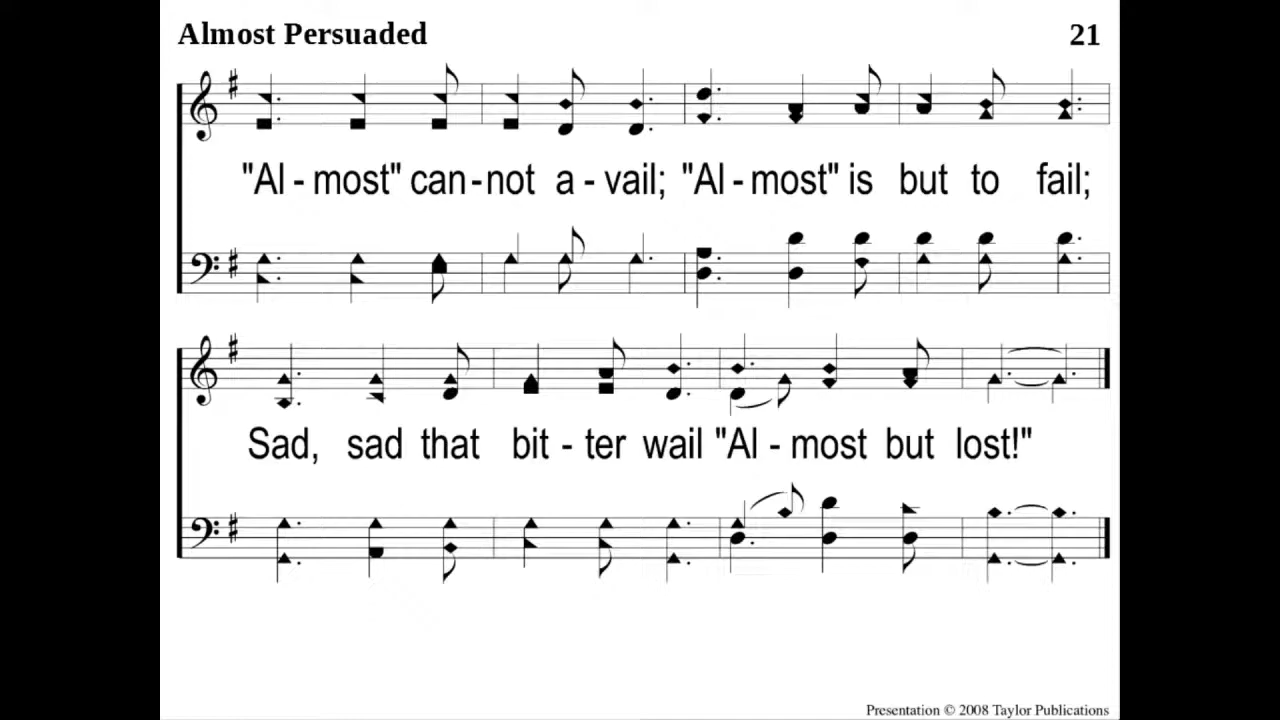 Almost Persuaded 21
"Al - most" can - not a - vail; "Al - most" is but to fail;
Sad, sad that bit - ter wail "Al - most but lost!"
Presentation © 2008 Taylor Publications